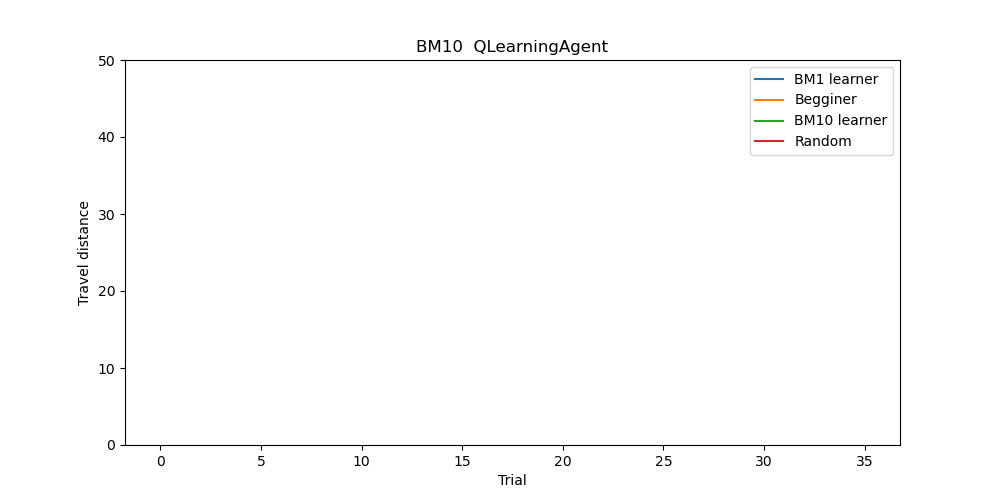 BM10  QLearningAgent
50
40
30
20
10
0
Travel distance
BM1 learner
Begginer
BM10 learner
Random
0 5 10 15 20 25 30 35
Trial